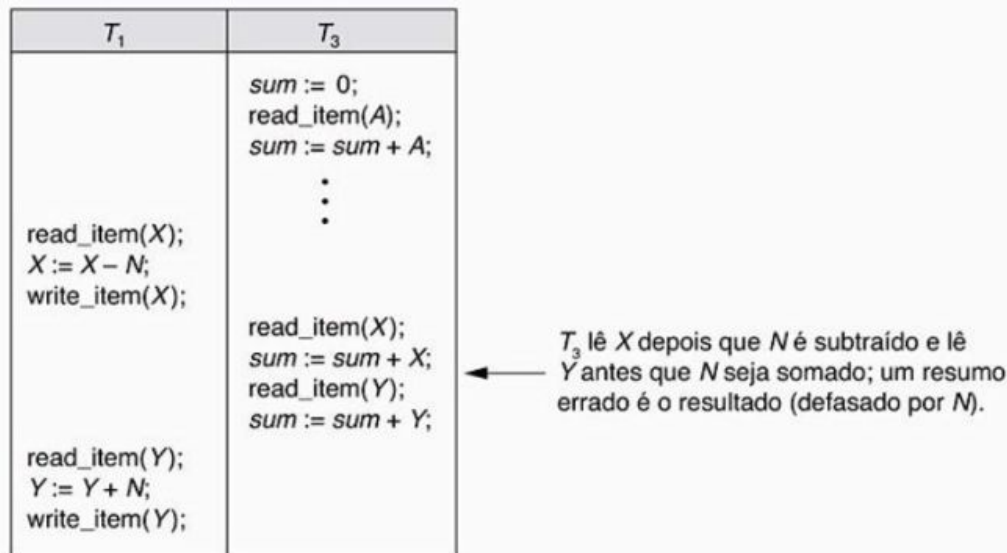 T₁ T₃
sum := 0;
read_item(A);
sum := sum + A;
read_item(X);
X := X – N;
write_item(X);
read_item(X);
sum := sum + X;
read_item(Y);
sum := sum + Y;
T₃ lê X depois que N é subtraído e lê
Y antes que N seja somado; um resumo
errado é o resultado (defasado por N).
read_item(Y);
Y := Y + N;
write_item(Y);